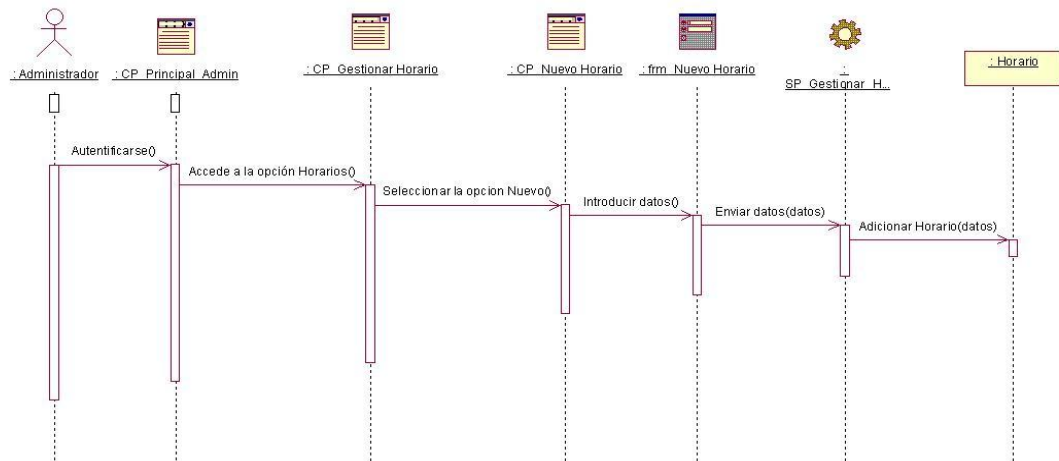 : Administrador
: CP_Principal_Admin
: CP_Gestionar Horario
: CP_Nuevo Horario
: frm_Nuevo Horario
:
SP_Gestignar_H...
: Horario
Autentificarse()
Accede a la opción Horarios()
Seleccionar la opcion Nuevo()
Introducir datos()
Enviar datos(datos)
Adicionar Horario(datos)